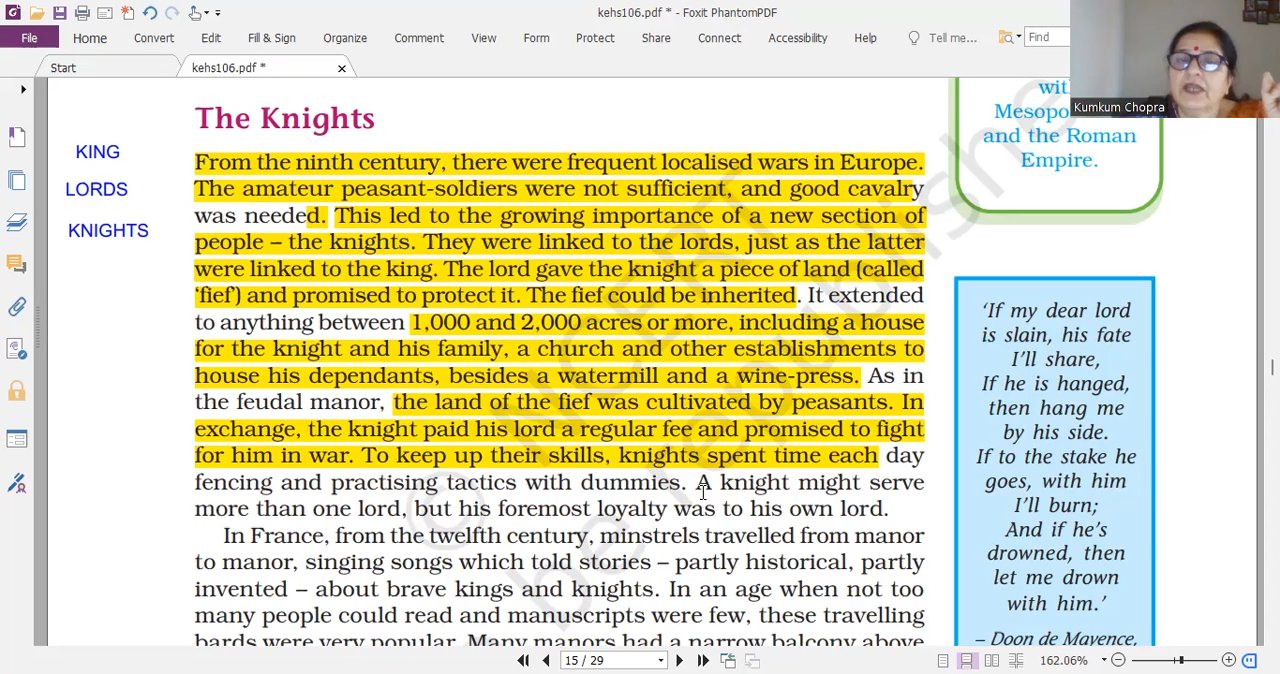 kehs106.pdf * - Foxit PhantomPDF
File Home Convert Edit Fill & Sign Organize Comment View Form Protect Share Connect Accessibility Help Tell me... Find
Start kehs106.pdf *
Kumkum Chopra
The Knights
KING
LORDS
KNIGHTS
From the ninth century, there were frequent localised wars in Europe.
The amateur peasant-soldiers were not sufficient, and good cavalry
was needed. This led to the growing importance of a new section of
people – the knights. They were linked to the lords, just as the latter
were linked to the king. The lord gave the knight a piece of land (called
‘fief’) and promised to protect it. The fief could be inherited. It extended
to anything between 1,000 and 2,000 acres or more, including a house
for the knight and his family, a church and other establishments to
house his dependants, besides a watermill and a wine-press. As in
the feudal manor, the land of the fief was cultivated by peasants. In
exchange, the knight paid his lord a regular fee and promised to fight
for him in war. To keep up their skills, knights spent time each day
fencing and practising tactics with dummies. A knight might serve
more than one lord, but his foremost loyalty was to his own lord.
In France, from the twelfth century, minstrels travelled from manor
to manor, singing songs which told stories – partly historical, partly
invented – about brave kings and knights. In an age when not too
many people could read and manuscripts were few, these travelling
bards were very popular. Many manors had a narrow balcony above
and the Roman
Empire.
‘If my dear lord
is slain, his fate
I’ll share,
If he is hanged,
then hang me
by his side.
If to the stake he
goes, with him
I’ll burn;
And if he’s
drowned, then
let me drown
with him.’
– Doon de Mayence,
© NCERT
15 / 29
162.06%